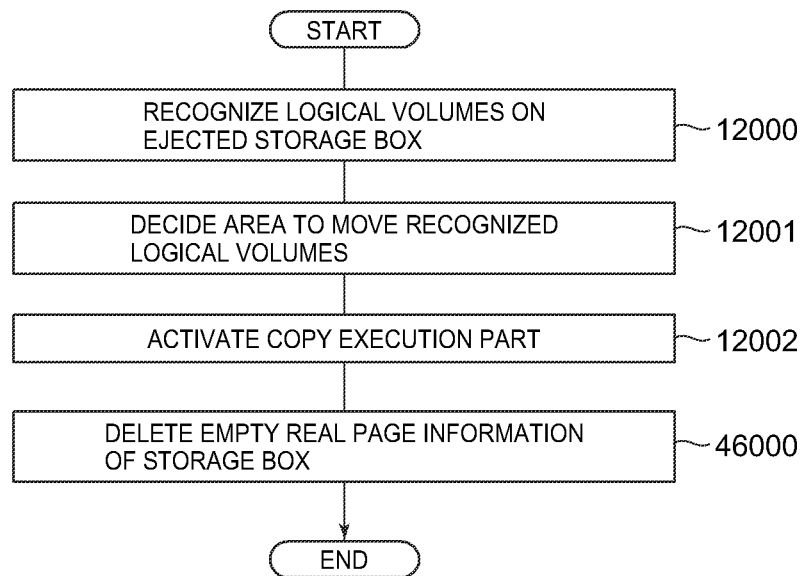 START
RECOGNIZE LOGICAL VOLUMES ON
EJECTED STORAGE BOX
12000
DECIDE AREA TO MOVE RECOGNIZED
LOGICAL VOLUMES
12001
ACTIVATE COPY EXECUTION PART
12002
DELETE EMPTY REAL PAGE INFORMATION
OF STORAGE BOX
46000
END